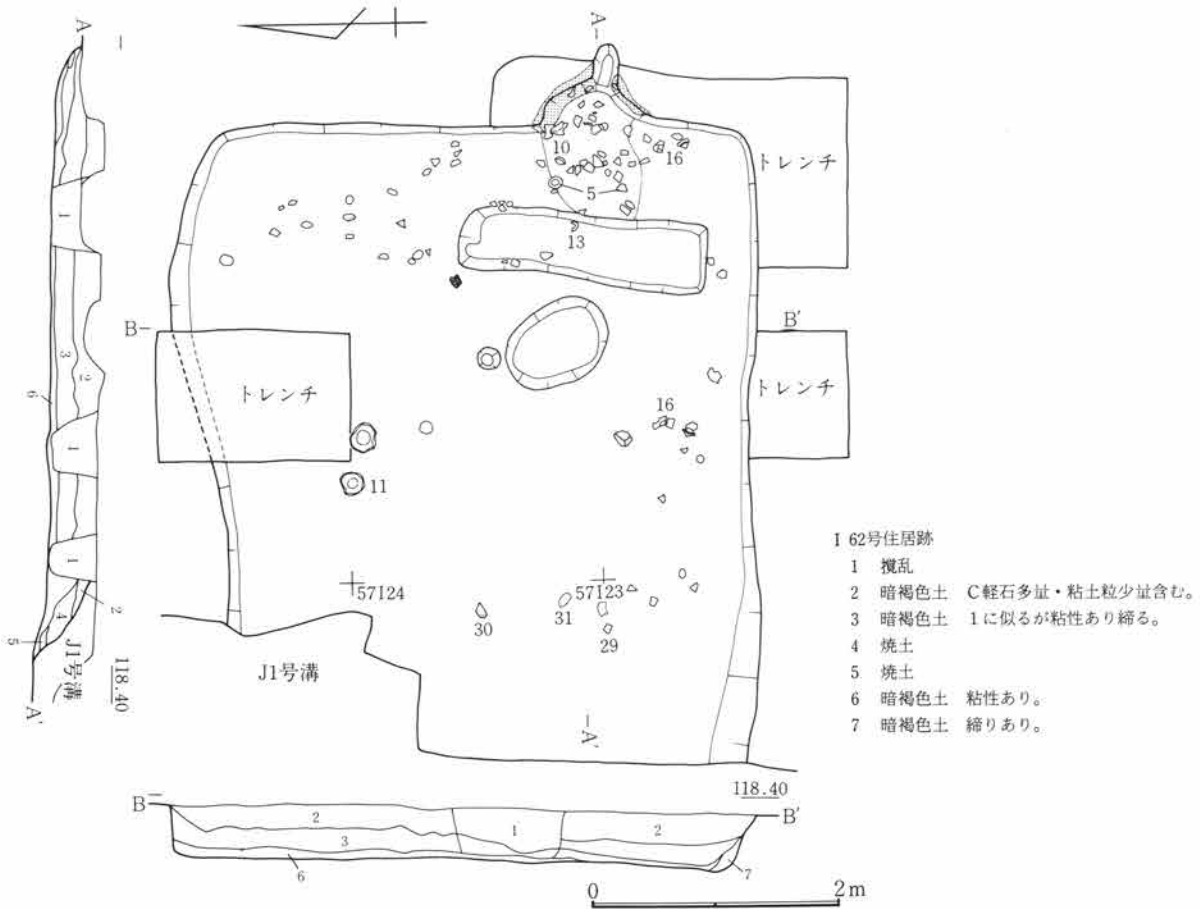 A
A
10
16
トレンチ
5
13
B
B'
トレンチ
トレンチ
16
11
57I24
57I23
30
31
29
J1号溝
A'
1
3
2
6
1
1
2
4
5
J1号溝
118.40
A'
I 62号住居跡
1 攪乱
2 暗褐色土 C軽石多量・粘土粒少量含む。
3 暗褐色土 1に似るが粘性あり締る。
4 焼土
5 焼土
6 暗褐色土 粘性あり。
7 暗褐色土 締りあり。
118.40
B
B'
2
1
2
3
6
7
0
2m